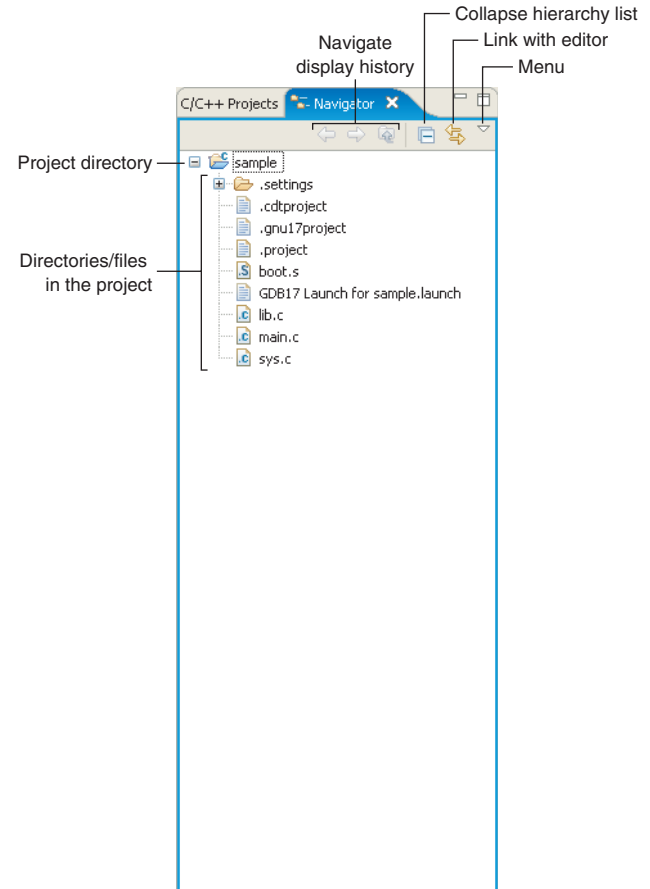 Collapse hierarchy list
Link with editor
Menu
Navigate
display history
C/C++ Projects
Navigator
Project directory
sample
.settings
.cdtproject
.gnu17project
.project
Directories/files
in the project
boot.s
GDB17 Launch for sample.launch
lib.c
main.c
sys.c